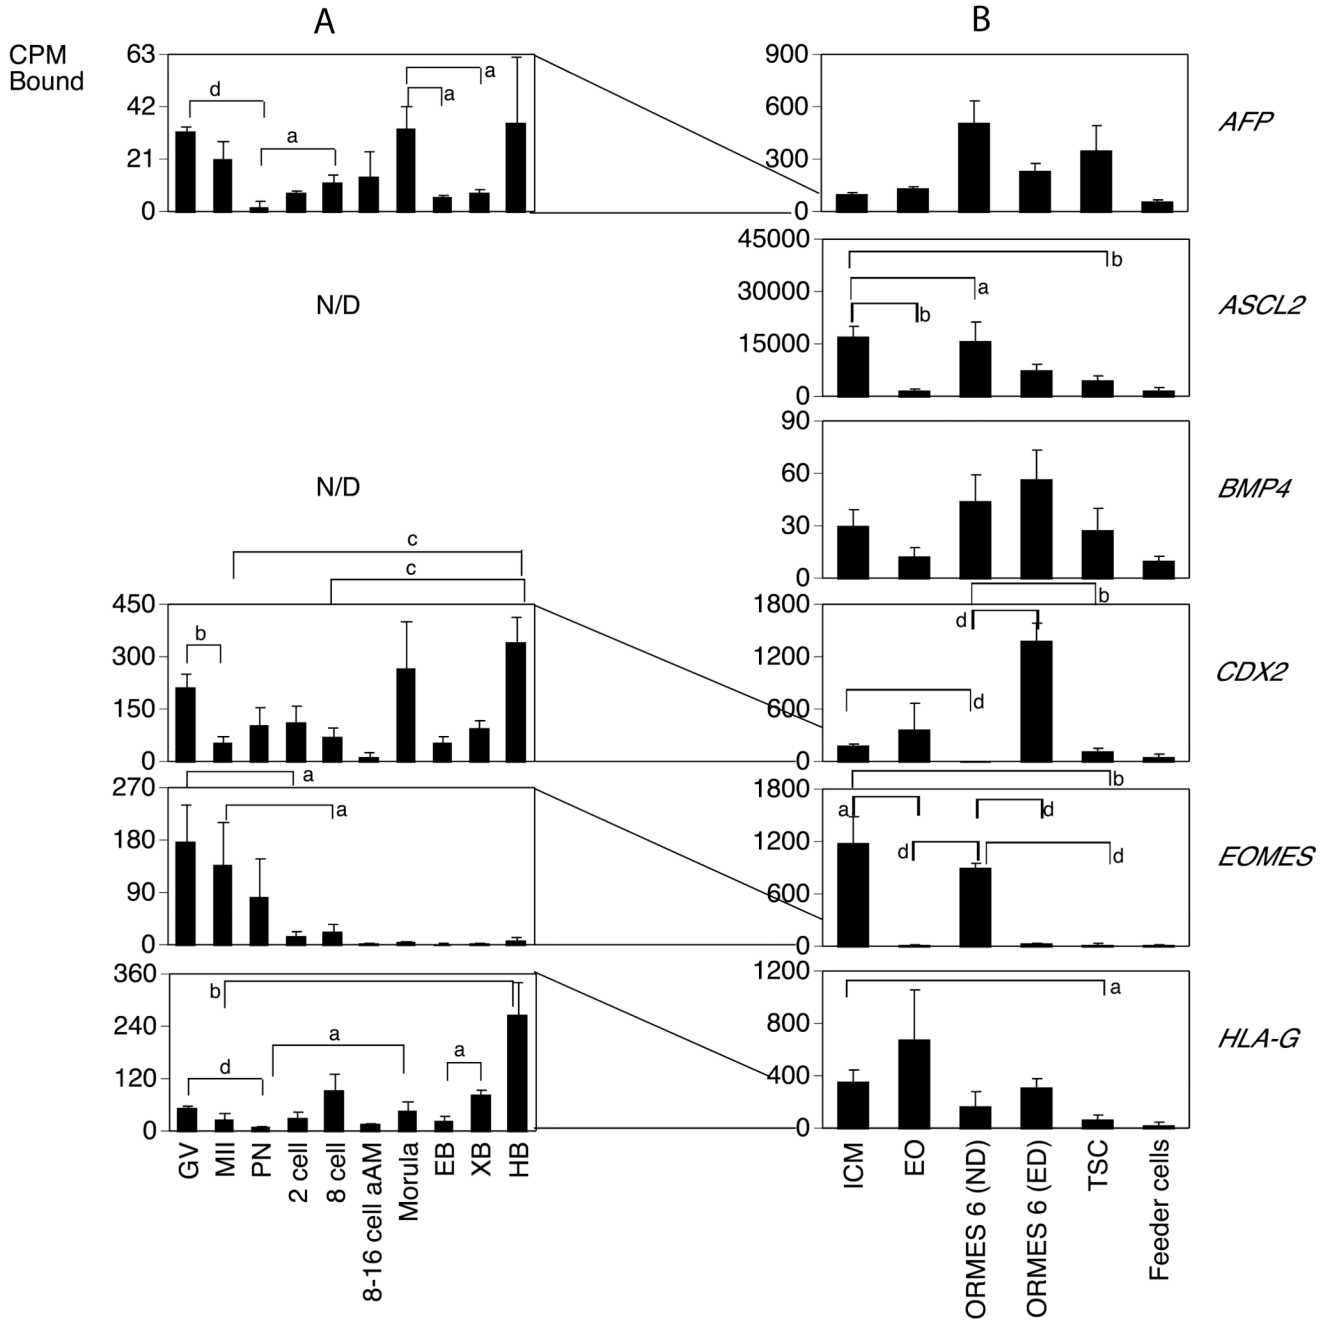 A
B
CPM
Bound
63
42
21
0
d
a
a
a
900
600
300
0
AFP
N/D
45000
30000
15000
0
b
a
b
ASCL2
N/D
90
60
30
0
BMP4
c
c
450
300
150
0
b
1800
1200
600
0
b
d
d
CDX2
270
180
90
0
a
a
1800
1200
600
0
b
a
d
d
d
EOMES
360
240
120
0
b
d
a
a
1200
800
400
0
a
HLA-G
GV
MII
PN
2 cell
8 cell
8-16 cell aAM
Morula
EB
XB
HB
ICM
EO
ORMES 6 (ND)
ORMES 6 (ED)
TSC
Feeder cells